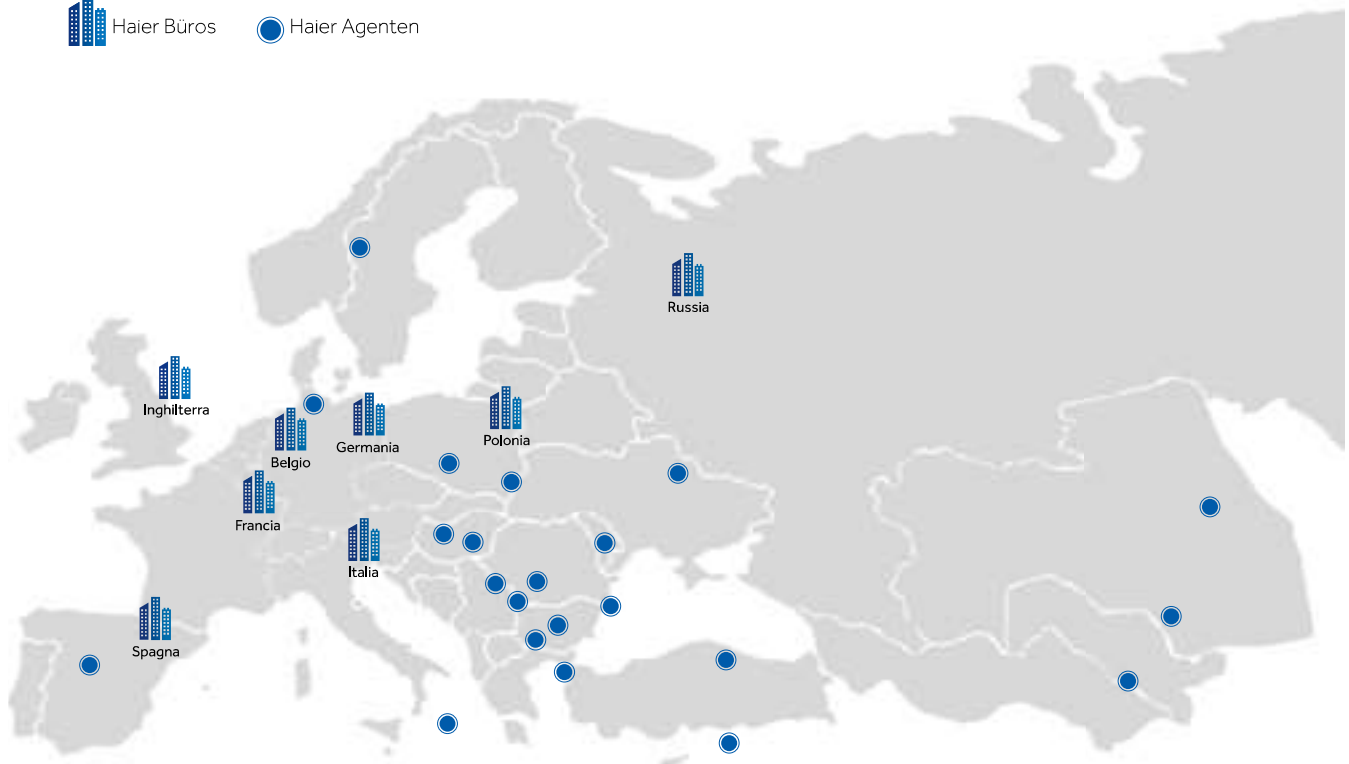 Haier Büros
Haier Agenten
Russia
Inghilterra
Belgio
Germania
Polonia
Francia
Italia
Spagna